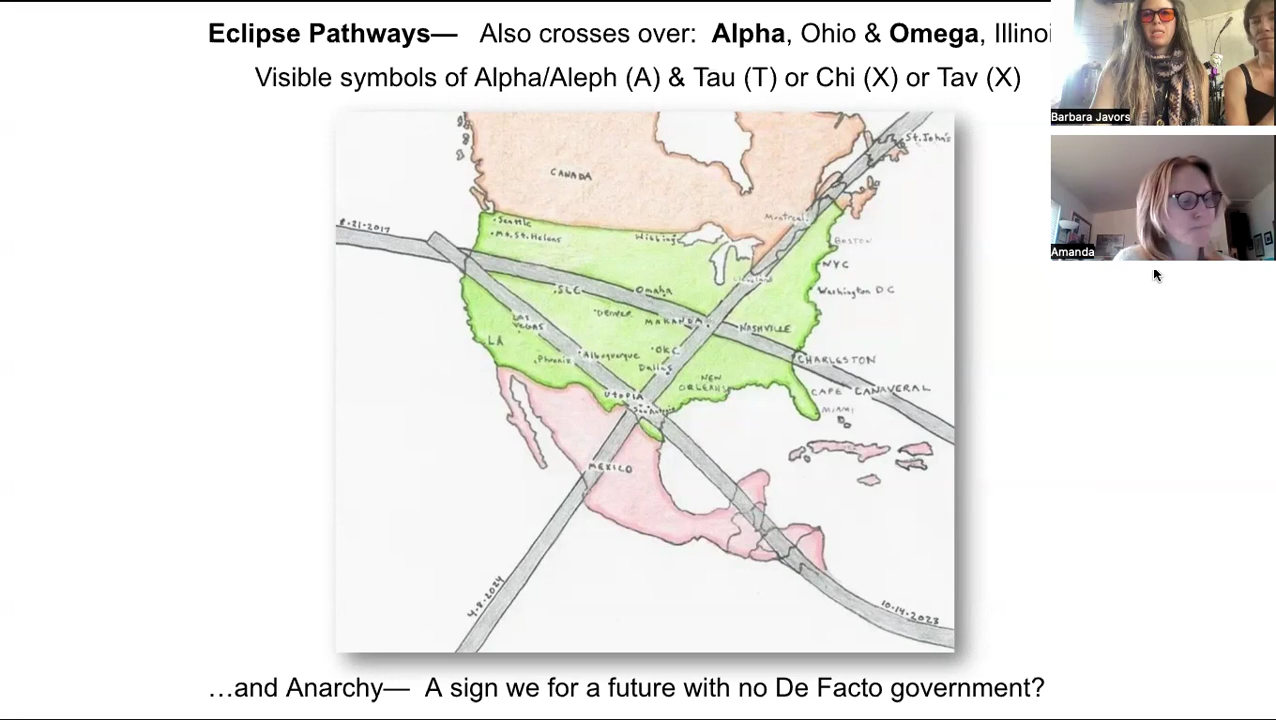 Eclipse Pathways— Also crosses over: Alpha, Ohio & Omega, Illinoi
Visible symbols of Alpha/Aleph (A) & Tau (T) or Chi (X) or Tav (X)
Barbara Javors
Amanda
St. John's
CANADA
8-21-2017
Seattle
Mt. St. Helens
Montreal
BOSTON
NYC
Cleveland
SLC
Omaha
Washington DC
DENVER
MAKANDA
NASHVILLE
LAS VEGAS
LA
Phoenix
Albuquerque
OKC
Dallas
CHARLESTON
NEW ORLEANS
CAPE CANAVERAL
UTOPIA
San Antonio
MIAMI
MEXICO
4-8-2024
10-14-2023
…and Anarchy— A sign we for a future with no De Facto government?